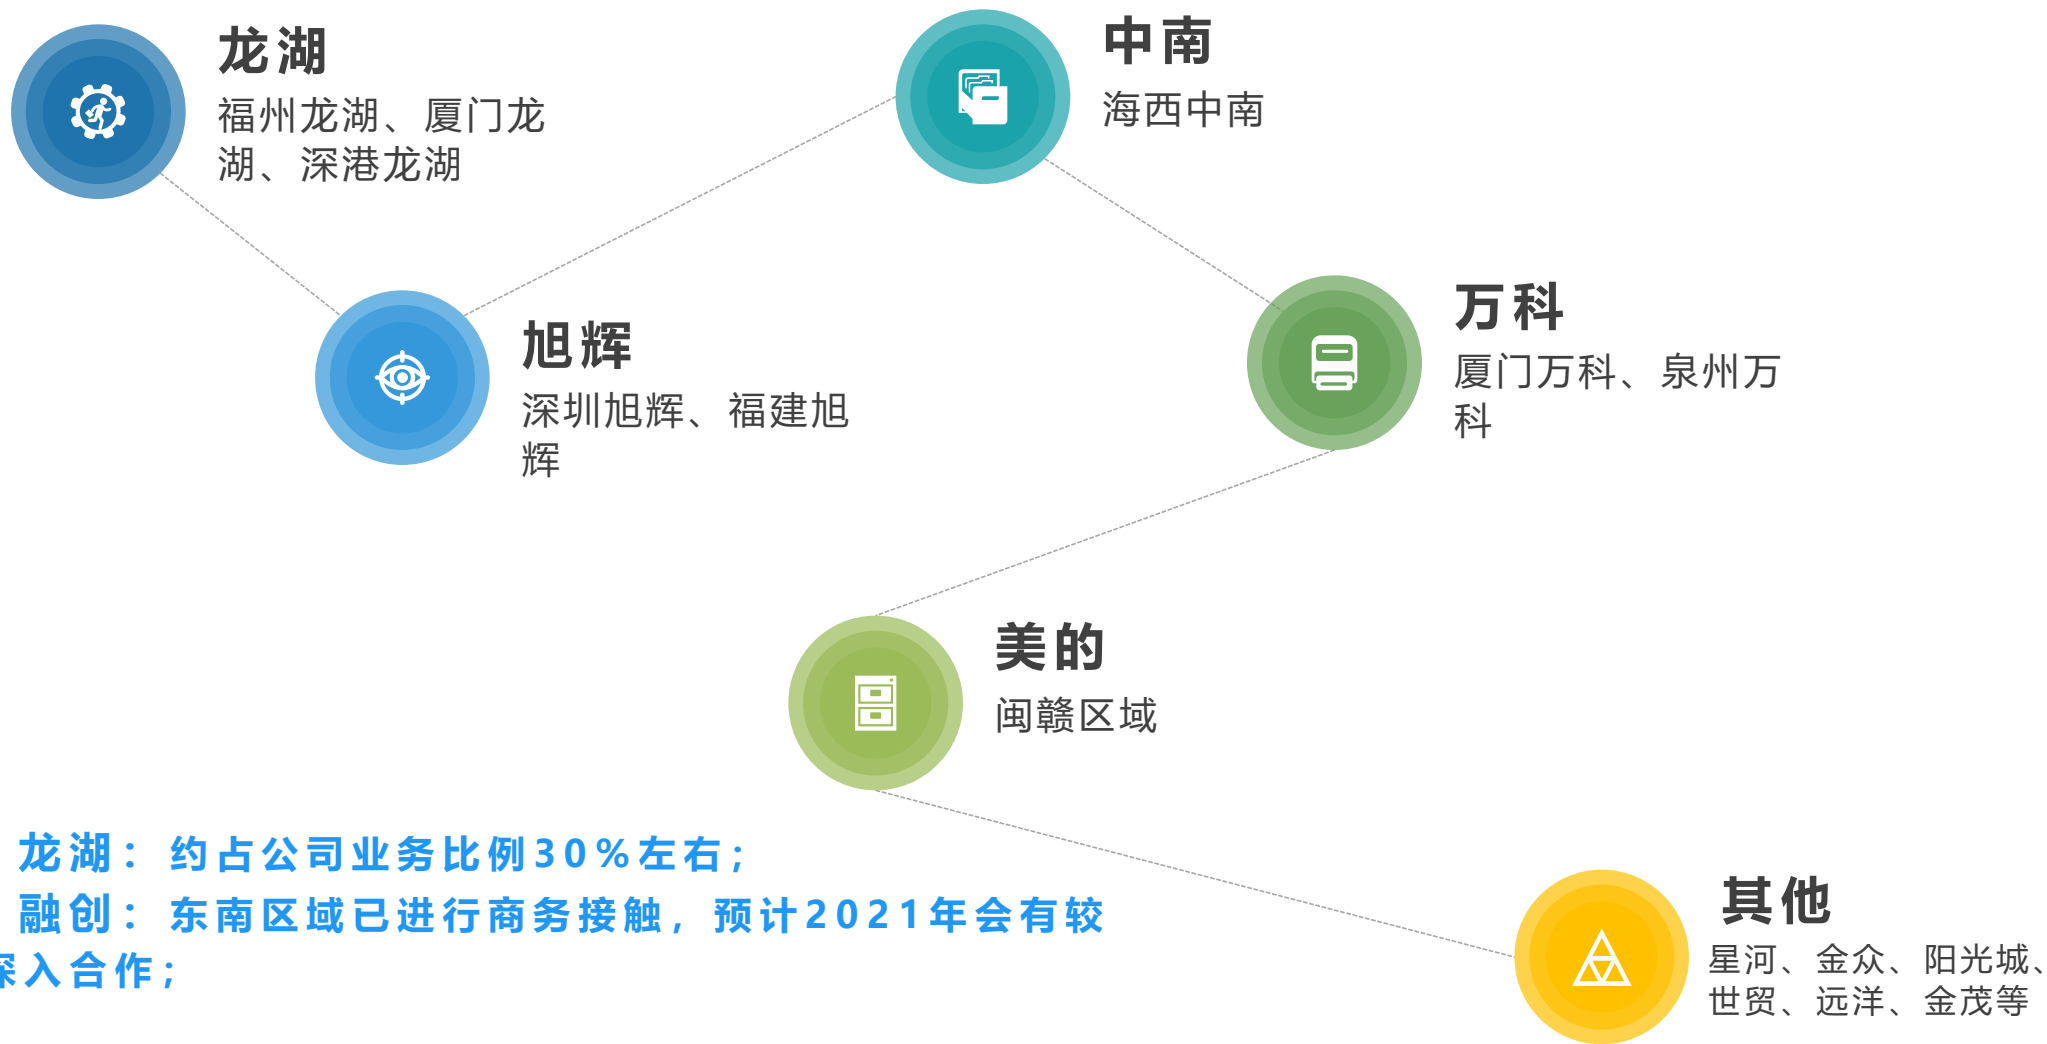 龙湖
福州龙湖、厦门龙
湖、深港龙湖
中南
海西中南
旭辉
深圳旭辉、福建旭
辉
万科
厦门万科、泉州万
科
美的
闽赣区域
龙湖：约占公司业务比例30%左右；
融创：东南区域已进行商务接触，预计2021年会有较
深入合作；
其他
星河、金众、阳光城、
世贸、远洋、金茂等